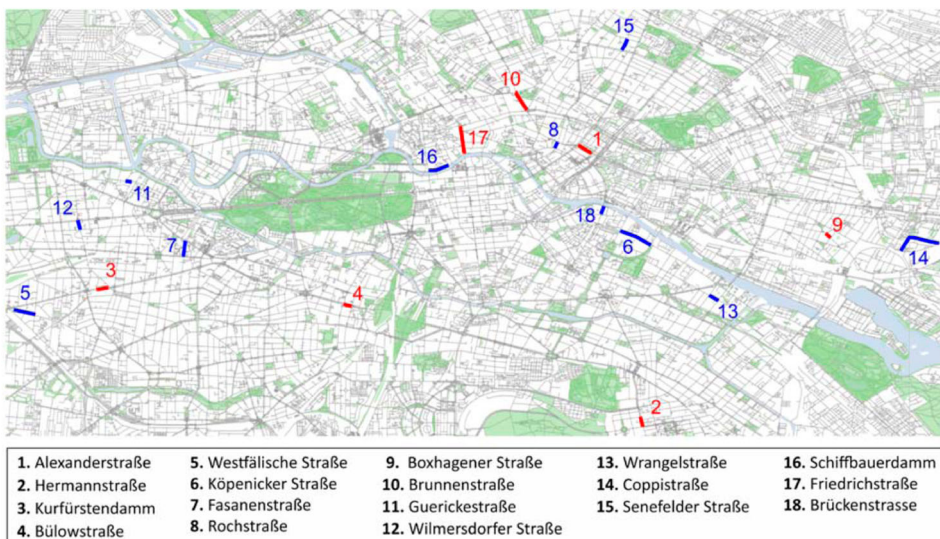 15
10
17
8
1
16
11
18
12
7
6
9
14
3
5
4
13
2
1. Alexanderstraße
2. Hermannstraße
3. Kurfürstendamm
4. Bülowstraße
5. Westfälische Straße
6. Köpenicker Straße
7. Fasanenstraße
8. Rochstraße
9. Boxhagener Straße
10. Brunnenstraße
11. Guerickestraße
12. Wilmersdorfer Straße
13. Wrangelstraße
14. Coppistraße
15. Senefelder Straße
16. Schiffbauerdamm
17. Friedrichstraße
18. Brückenstrasse